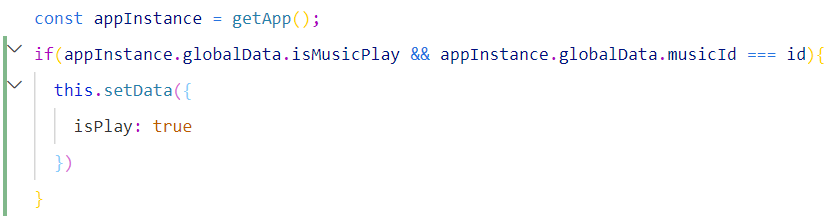 const appInstance = getApp();
if(appInstance.globalData.isMusicPlay && appInstance.globalData.musicId === id){
this.setData({
isPlay: true
})
}